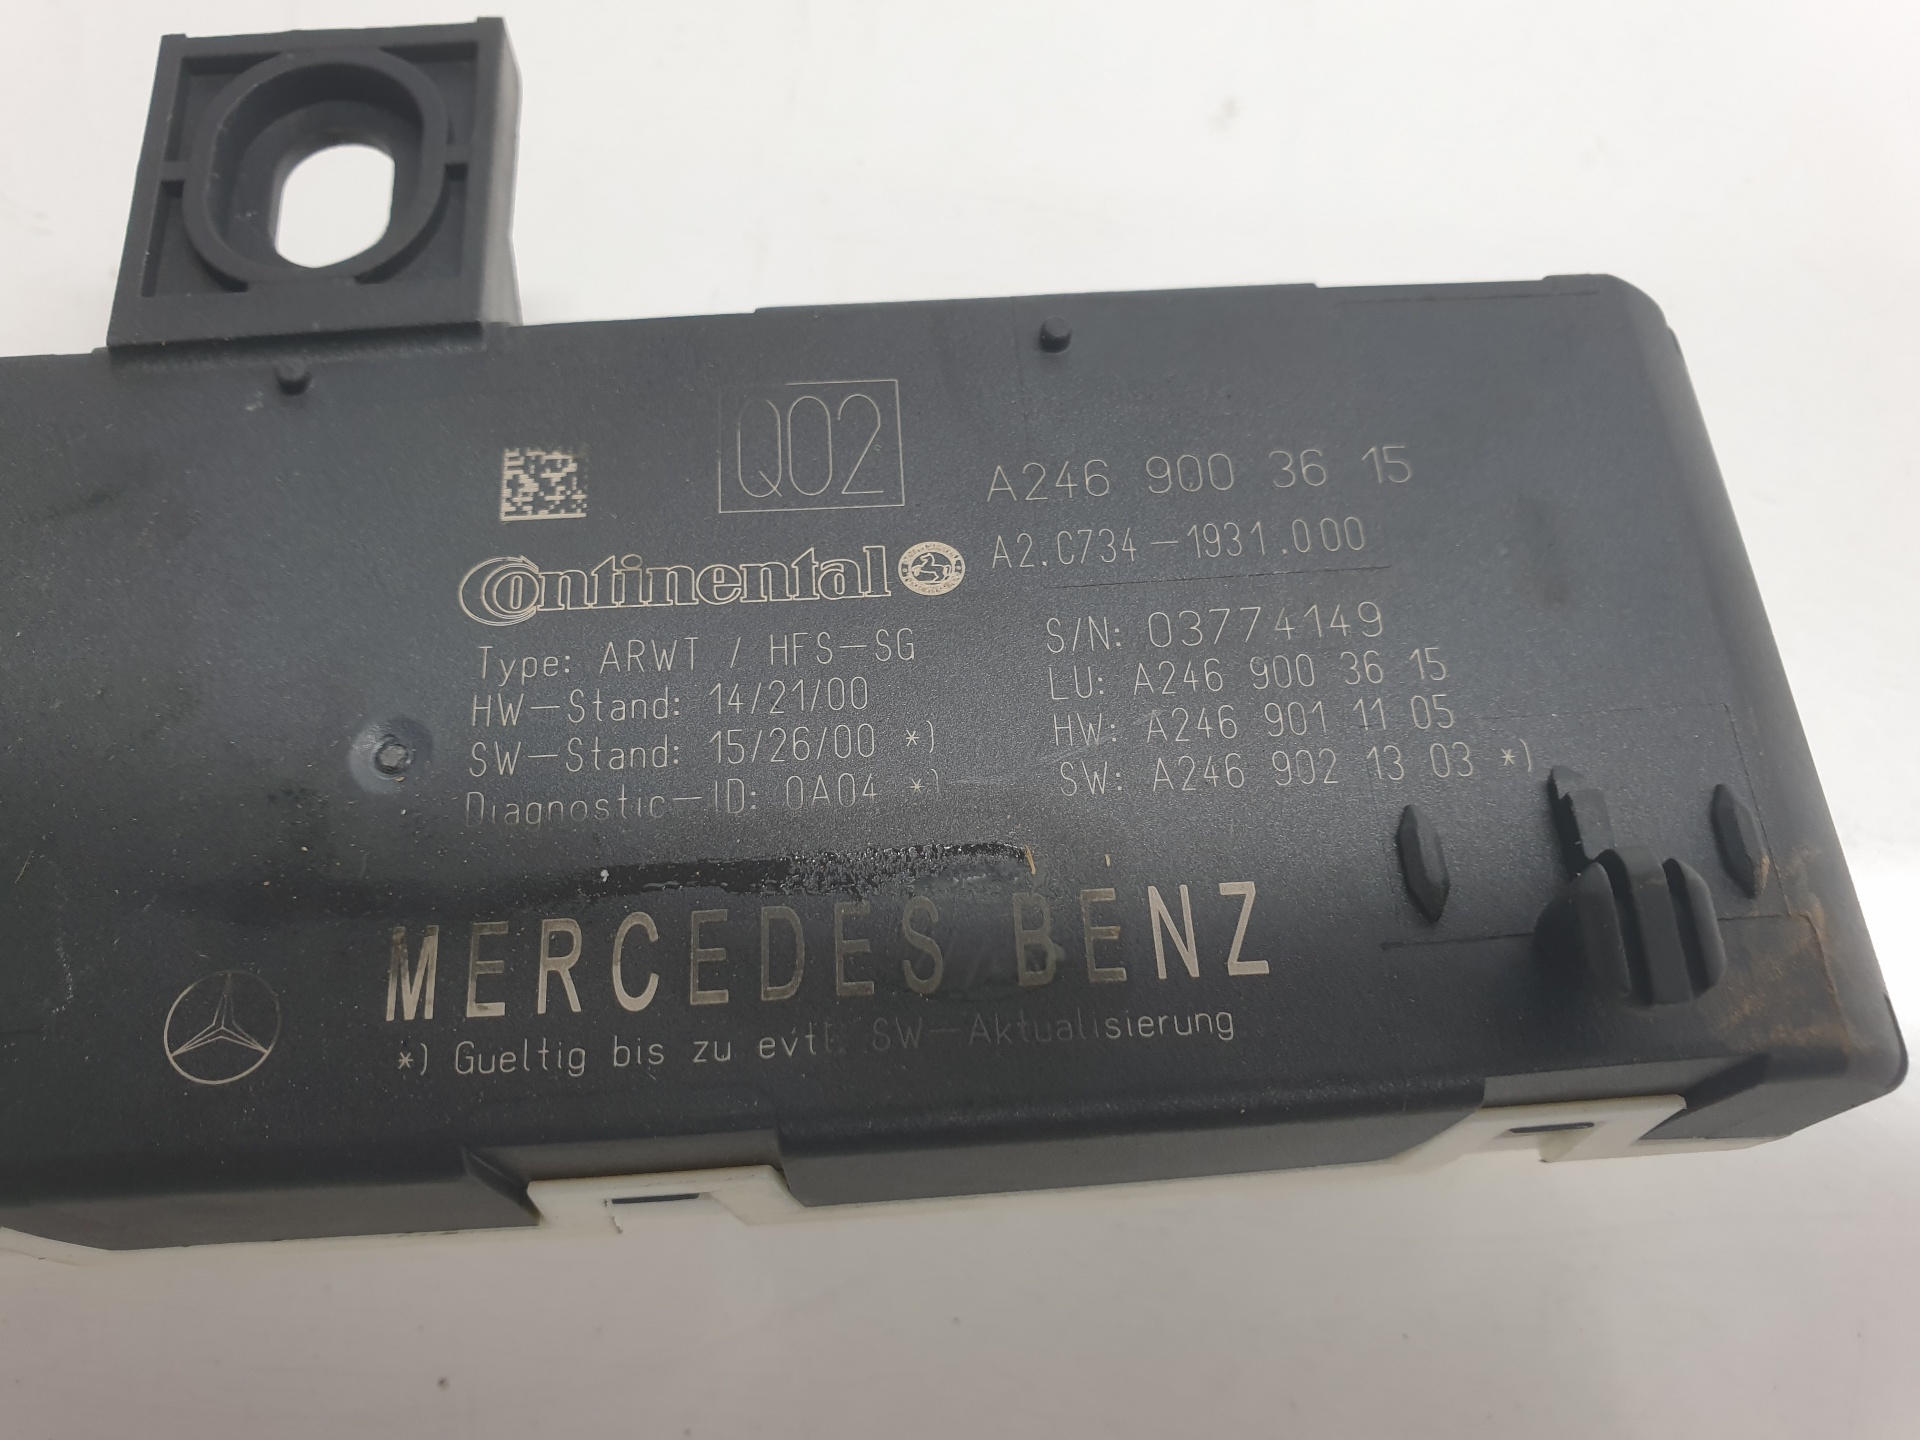 Q02
A246 900 36 15
Continental
A2.C734-1931.000
Type: ARWT / HFS-SG
HW-Stand: 14/21/00
SW-Stand: 15/26/00 *)
Diagnostic-ID: 0A04 *)
S/N: 03774149
LU: A246 900 36 15
HW: A246 901 11 05
SW: A246 902 13 03 *)
MERCEDES BENZ
*) Gueltig bis zu evtl. SW-Aktualisierung